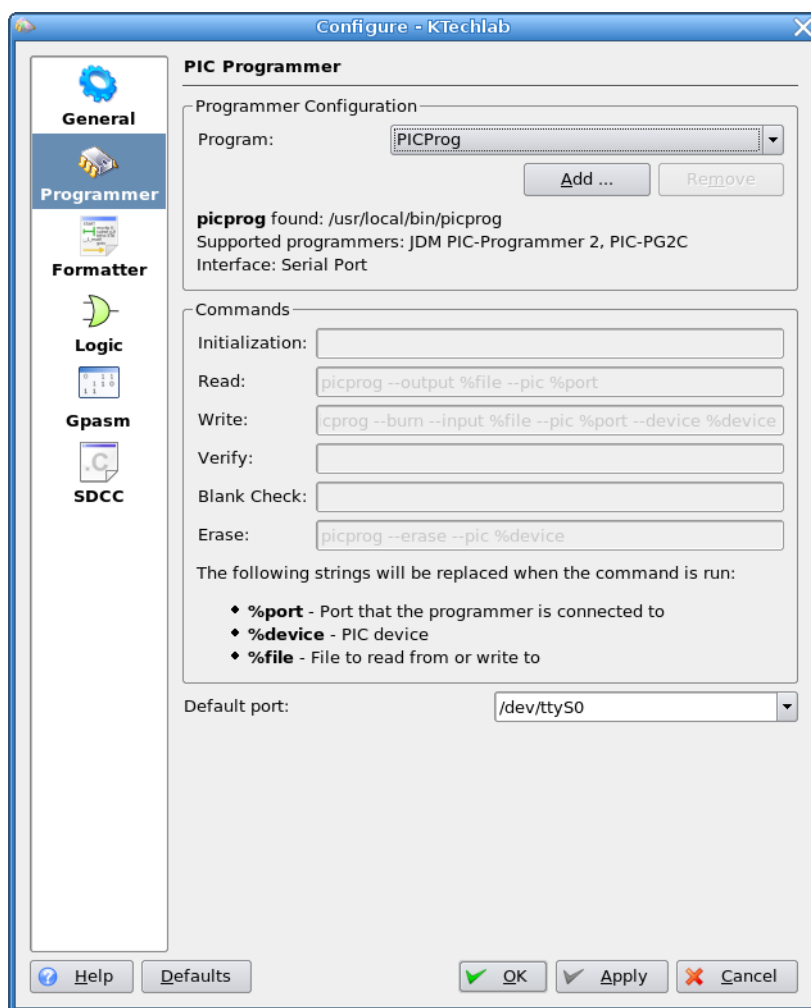 Configure - KTechlab
General
Programmer
Formatter
Logic
Gpasm
SDCC
PIC Programmer
Programmer Configuration
Program: PICProg
Add ... Remove
picprog found: /usr/local/bin/picprog
Supported programmers: JDM PIC-Programmer 2, PIC-PG2C
Interface: Serial Port
Commands
Initialization:
Read: picprog --output %file --pic %port
Write: cprog --burn --input %file --pic %port --device %device
Verify:
Blank Check:
Erase: picprog --erase --pic %device
The following strings will be replaced when the command is run:
%port - Port that the programmer is connected to
%device - PIC device
%file - File to read from or write to
Default port: /dev/ttyS0
Help Defaults OK Apply Cancel